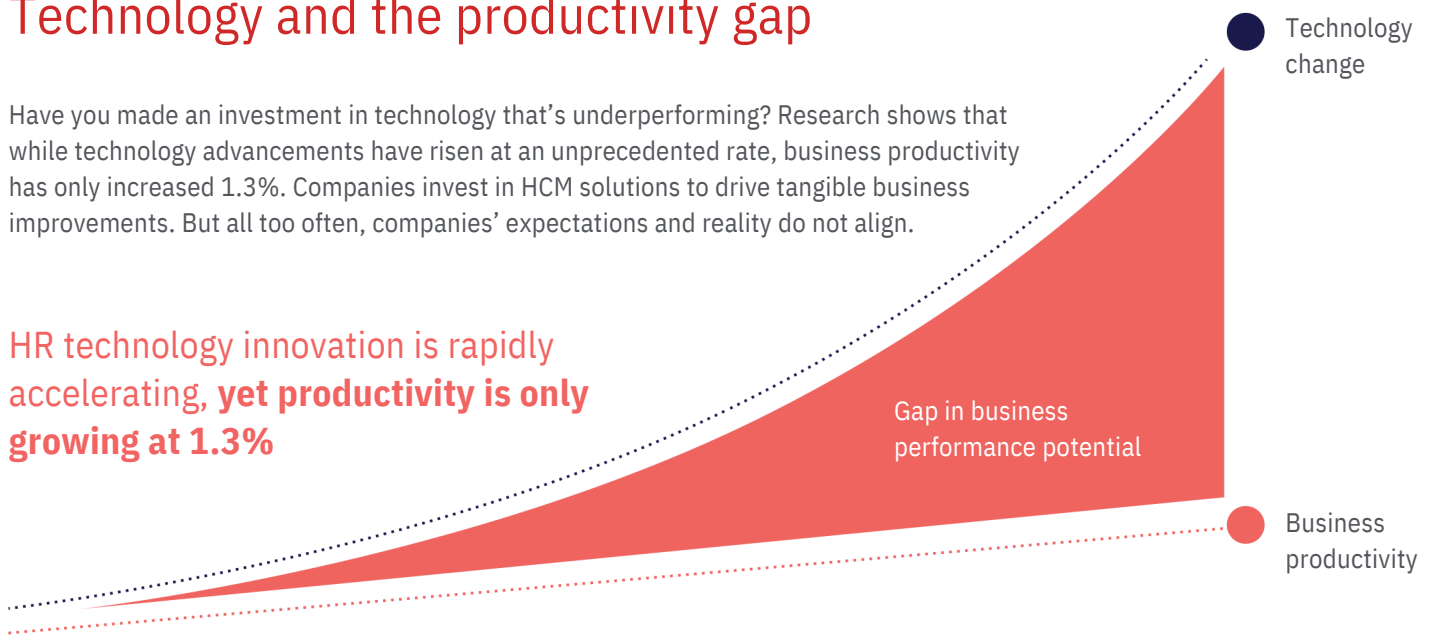 Technology and the productivity gap
Have you made an investment in technology that’s underperforming? Research shows that
while technology advancements have risen at an unprecedented rate, business productivity
has only increased 1.3%. Companies invest in HCM solutions to drive tangible business
improvements. But all too often, companies’ expectations and reality do not align.
HR technology innovation is rapidly
accelerating, yet productivity is only
growing at 1.3%
Technology
change
Gap in business
performance potential
Business
productivity